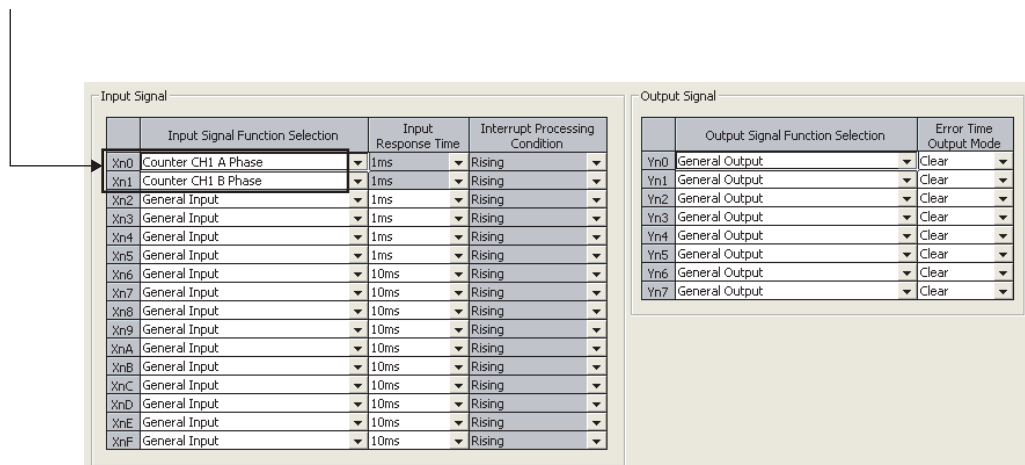 Input Signal
Input Signal Function Selection Input Response Time Interrupt Processing Condition
Xn0 Counter CH1 A Phase 1ms Rising
Xn1 Counter CH1 B Phase 1ms Rising
Xn2 General Input 1ms Rising
Xn3 General Input 1ms Rising
Xn4 General Input 1ms Rising
Xn5 General Input 1ms Rising
Xn6 General Input 10ms Rising
Xn7 General Input 10ms Rising
Xn8 General Input 10ms Rising
Xn9 General Input 10ms Rising
XnA General Input 10ms Rising
XnB General Input 10ms Rising
XnC General Input 10ms Rising
XnD General Input 10ms Rising
XnE General Input 10ms Rising
XnF General Input 10ms Rising
Output Signal
Output Signal Function Selection Error Time Output Mode
Yn0 General Output Clear
Yn1 General Output Clear
Yn2 General Output Clear
Yn3 General Output Clear
Yn4 General Output Clear
Yn5 General Output Clear
Yn6 General Output Clear
Yn7 General Output Clear